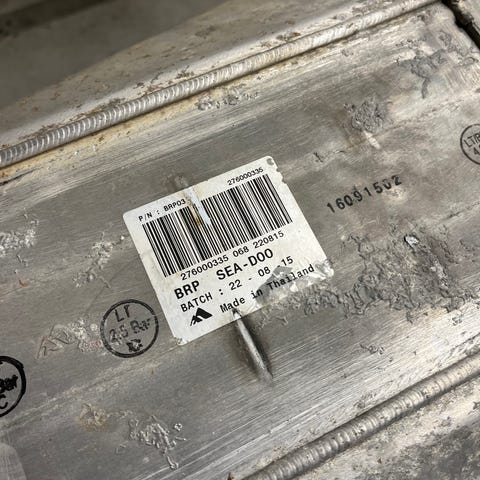 P/N : BRP03
276000335
276000335 068 220815
BRP SEA-DOO
BATCH : 22 - 08 - 15
Made in Thailand
16091502
LT
2.5 Bar
C